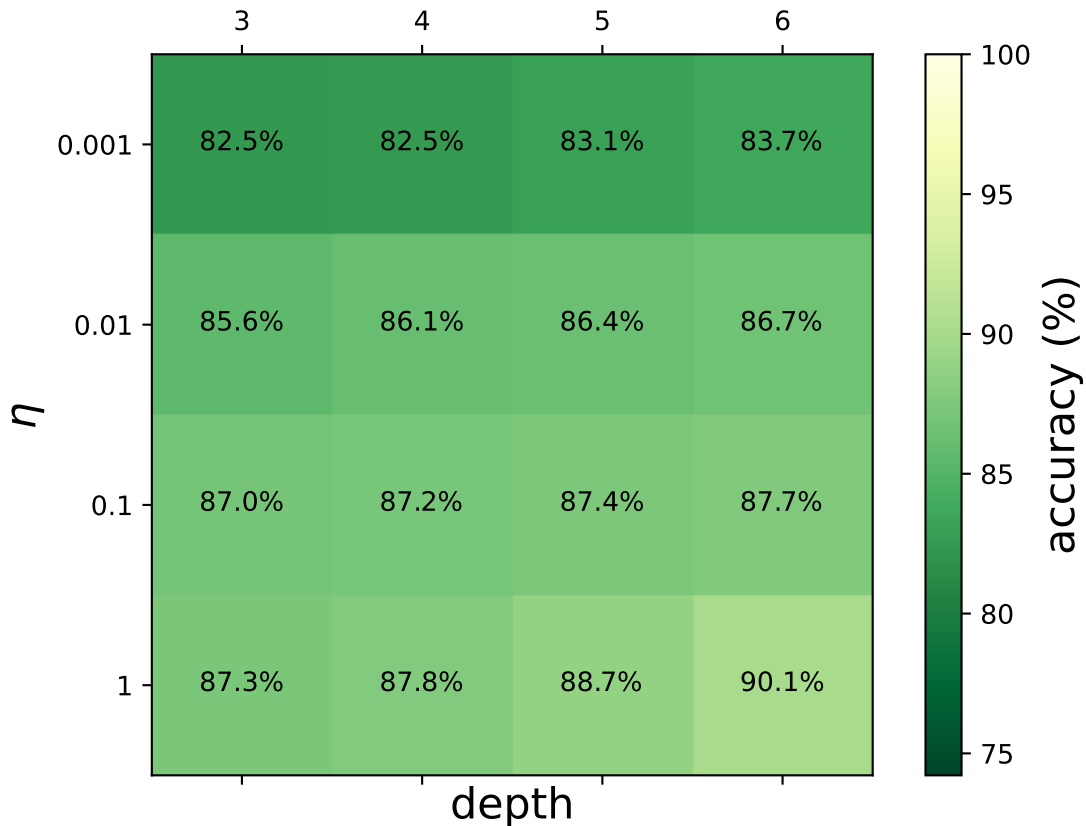 3 4 5 6
100
0.001 82.5% 82.5% 83.1% 83.7%
95
0.01 85.6% 86.1% 86.4% 86.7%
90
η
accuracy (%)
85
0.1 87.0% 87.2% 87.4% 87.7%
80
1 87.3% 87.8% 88.7% 90.1%
75
depth